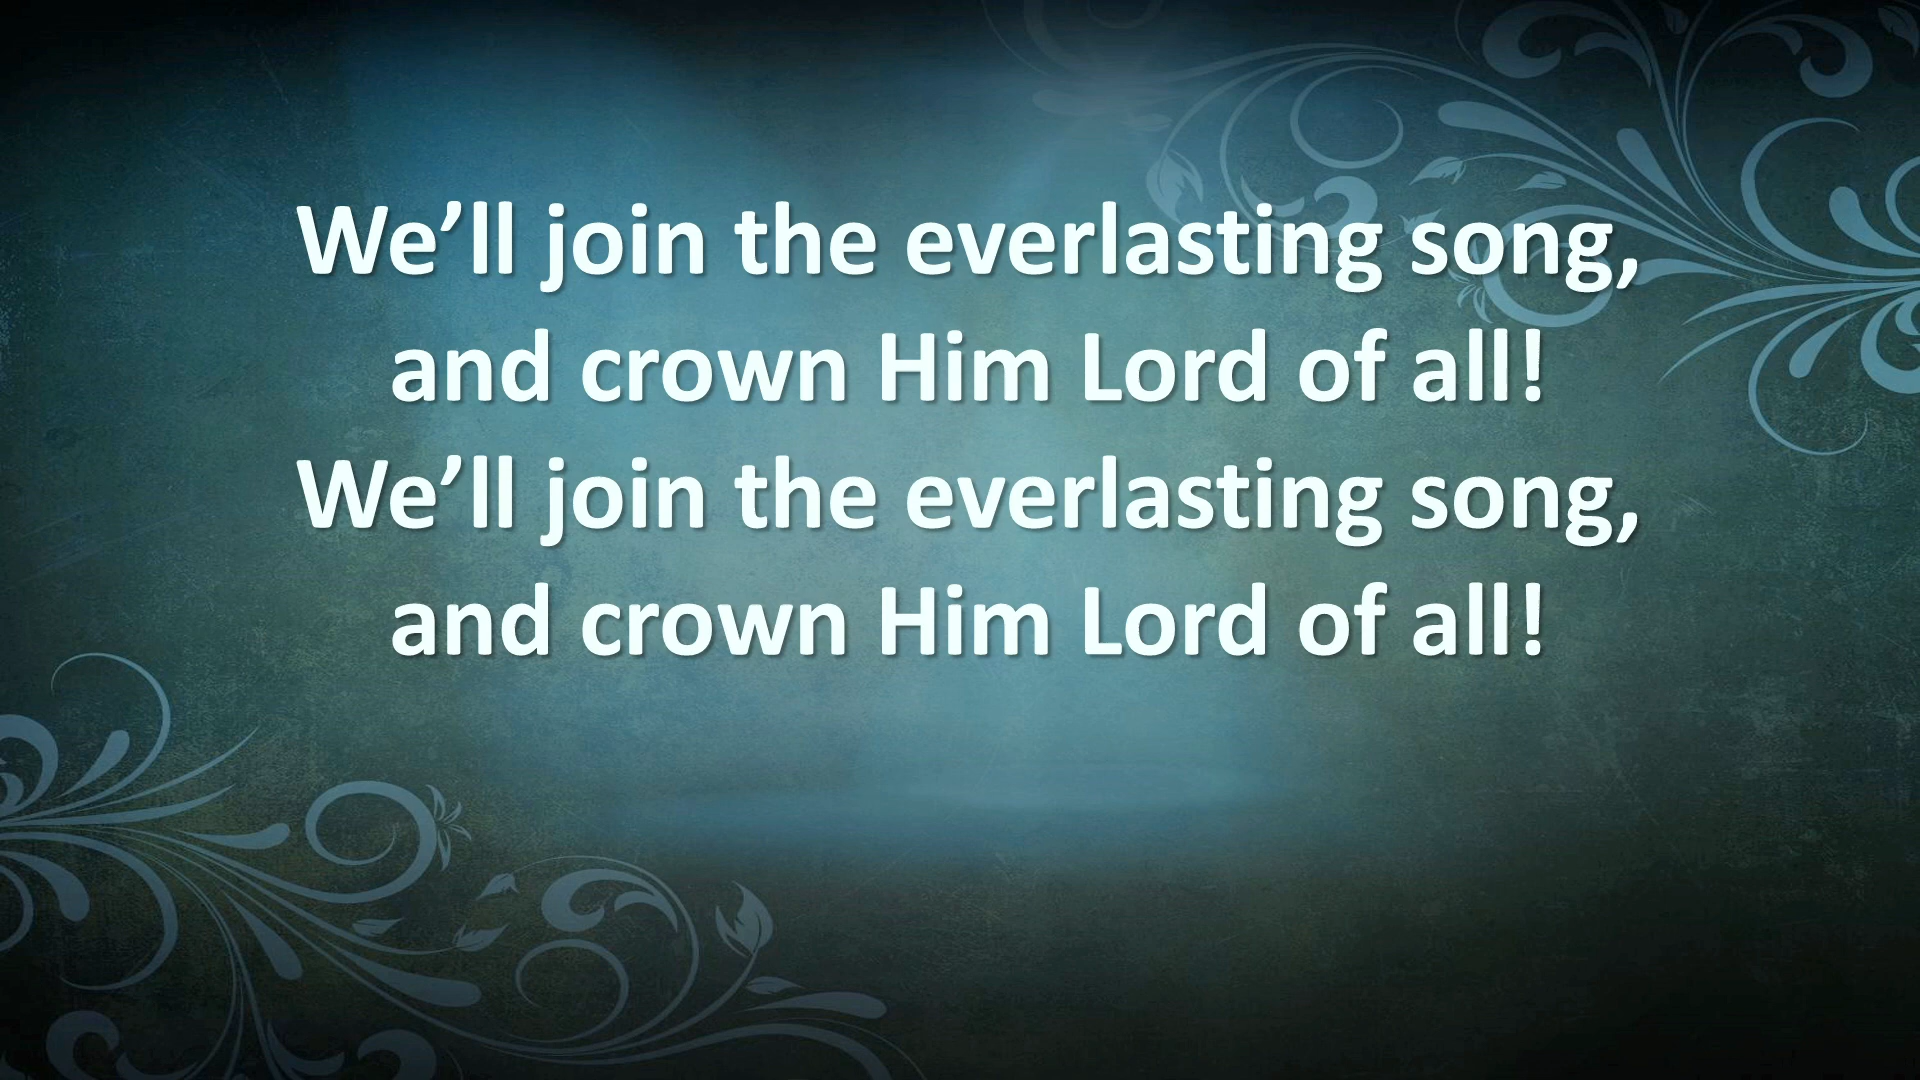 We’ll join the everlasting song,
and crown Him Lord of all!
We’ll join the everlasting song,
and crown Him Lord of all!